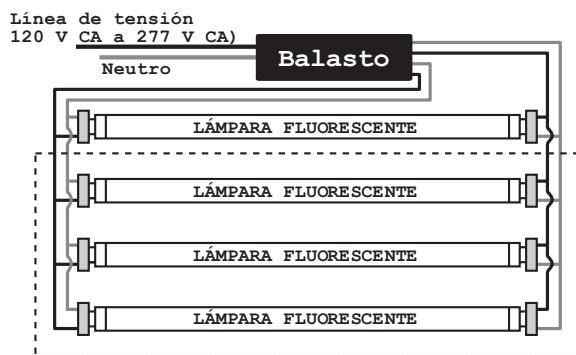 Línea de tensión
120 V CA a 277 V CA)
Neutro
Balasto
LÁMPARA FLUORESCENTE
LÁMPARA FLUORESCENTE
LÁMPARA FLUORESCENTE
LÁMPARA FLUORESCENTE